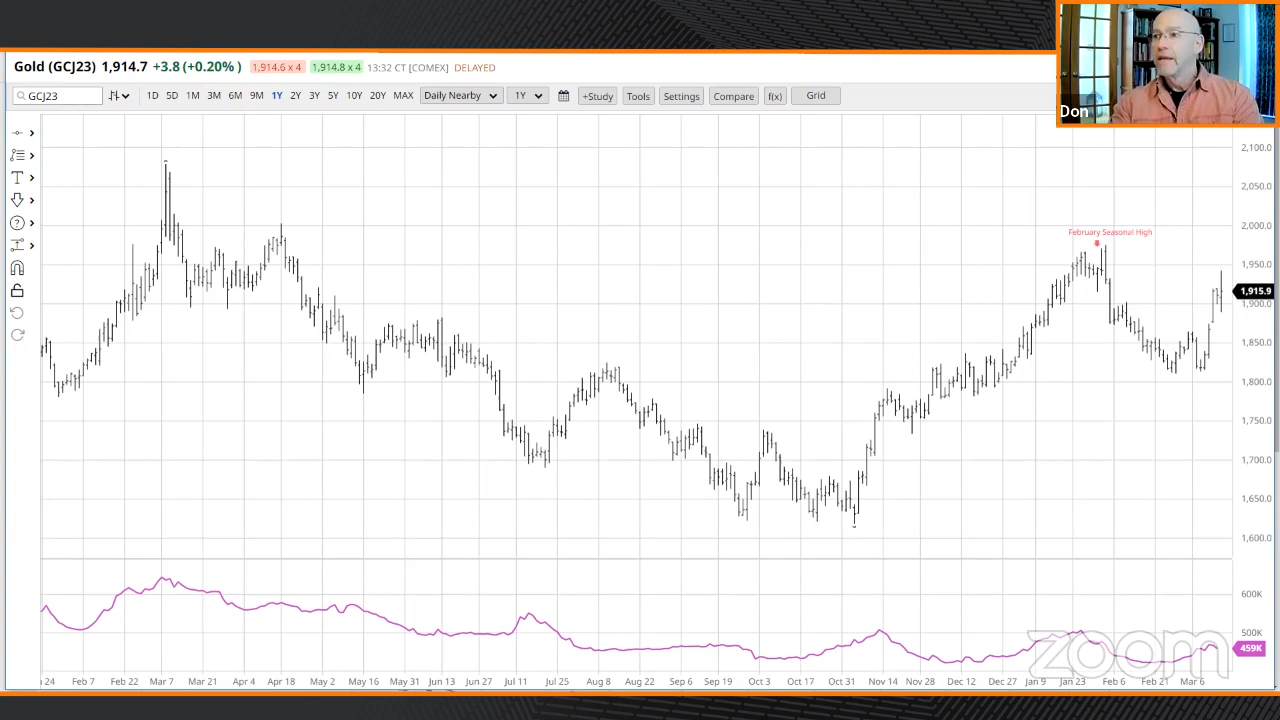 Gold (GCJ23) 1,914.7 +3.8 (+0.20%) 1,914.6 x 4 1,914.8 x 4 13:32 CT [COMEX] DELAYED
GCJ23 1D 5D 1M 3M 6M 9M 1Y 2Y 3Y 5Y 10Y 20Y MAX Daily Nearby 1Y +Study Tools Settings Compare f(x) Grid
Don
2,100.0
2,050.0
2,000.0
February Seasonal High
1,950.0
1,915.9
1,900.0
1,850.0
1,800.0
1,750.0
1,700.0
1,650.0
1,600.0
600K
500K
459K
zoom
24 Feb 7 Feb 22 Mar 7 Mar 21 Apr 4 Apr 18 May 2 May 16 May 31 Jun 13 Jun 27 Jul 11 Jul 25 Aug 8 Aug 22 Sep 6 Sep 19 Oct 3 Oct 17 Oct 31 Nov 14 Nov 28 Dec 12 Dec 27 Jan 9 Jan 23 Feb 6 Feb 21 Mar 6